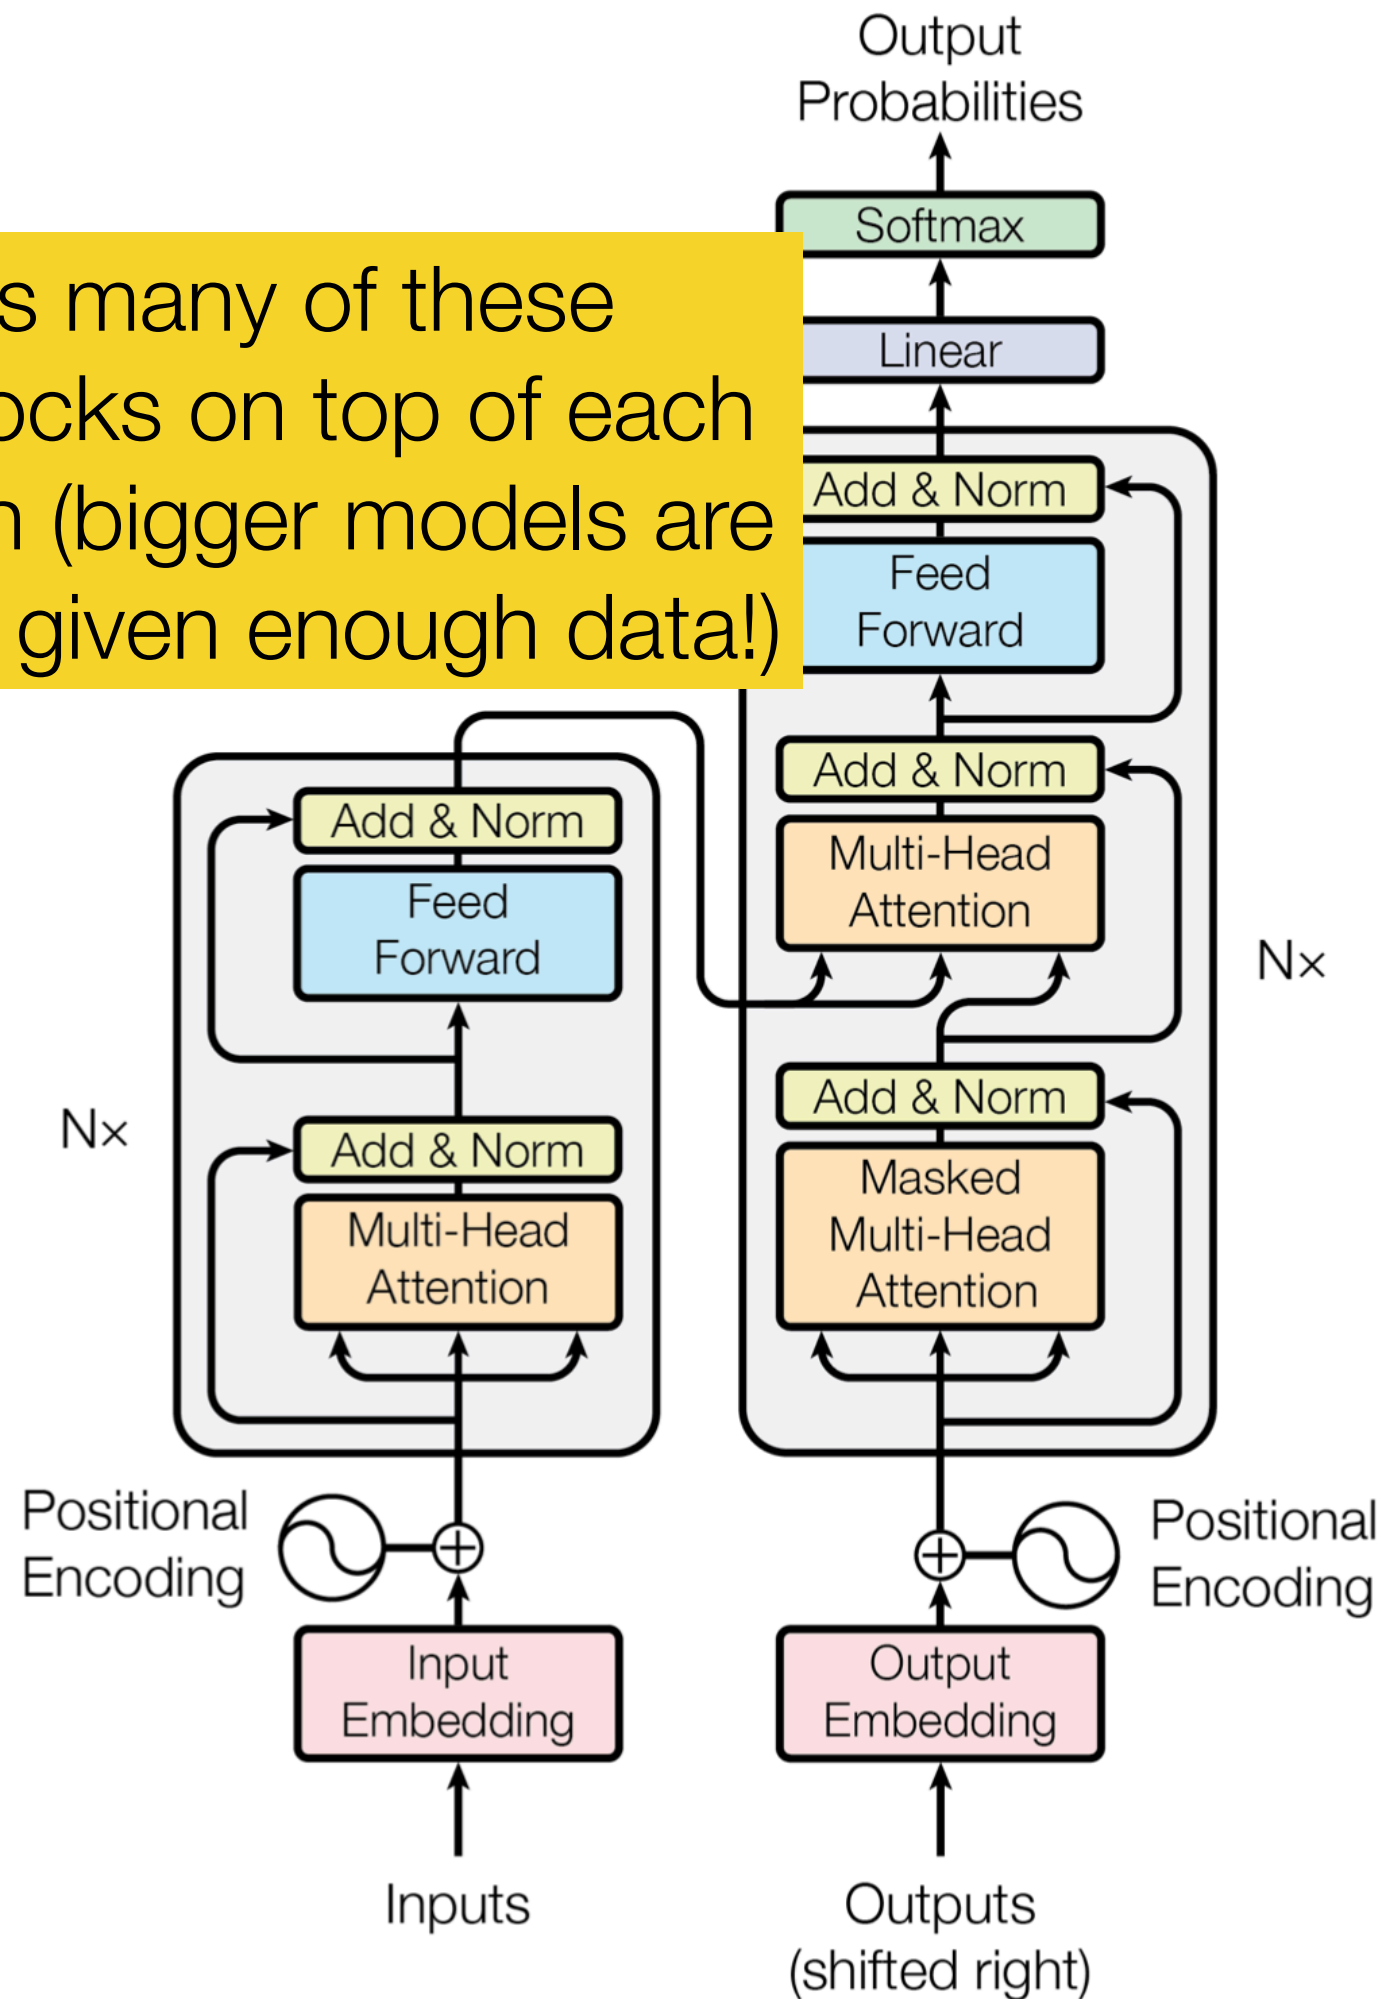 Output
Probabilities
Softmax
s many of these
ocks on top of each
n (bigger models are
given enough data!)
Linear
Add & Norm
Feed
Forward
Add & Norm
Multi-Head
Attention
Add & Norm
Masked
Multi-Head
Attention
N×
Add & Norm
Feed
Forward
Add & Norm
Multi-Head
Attention
N×
Positional
Encoding
Positional
Encoding
Input
Embedding
Output
Embedding
Inputs
Outputs
(shifted right)